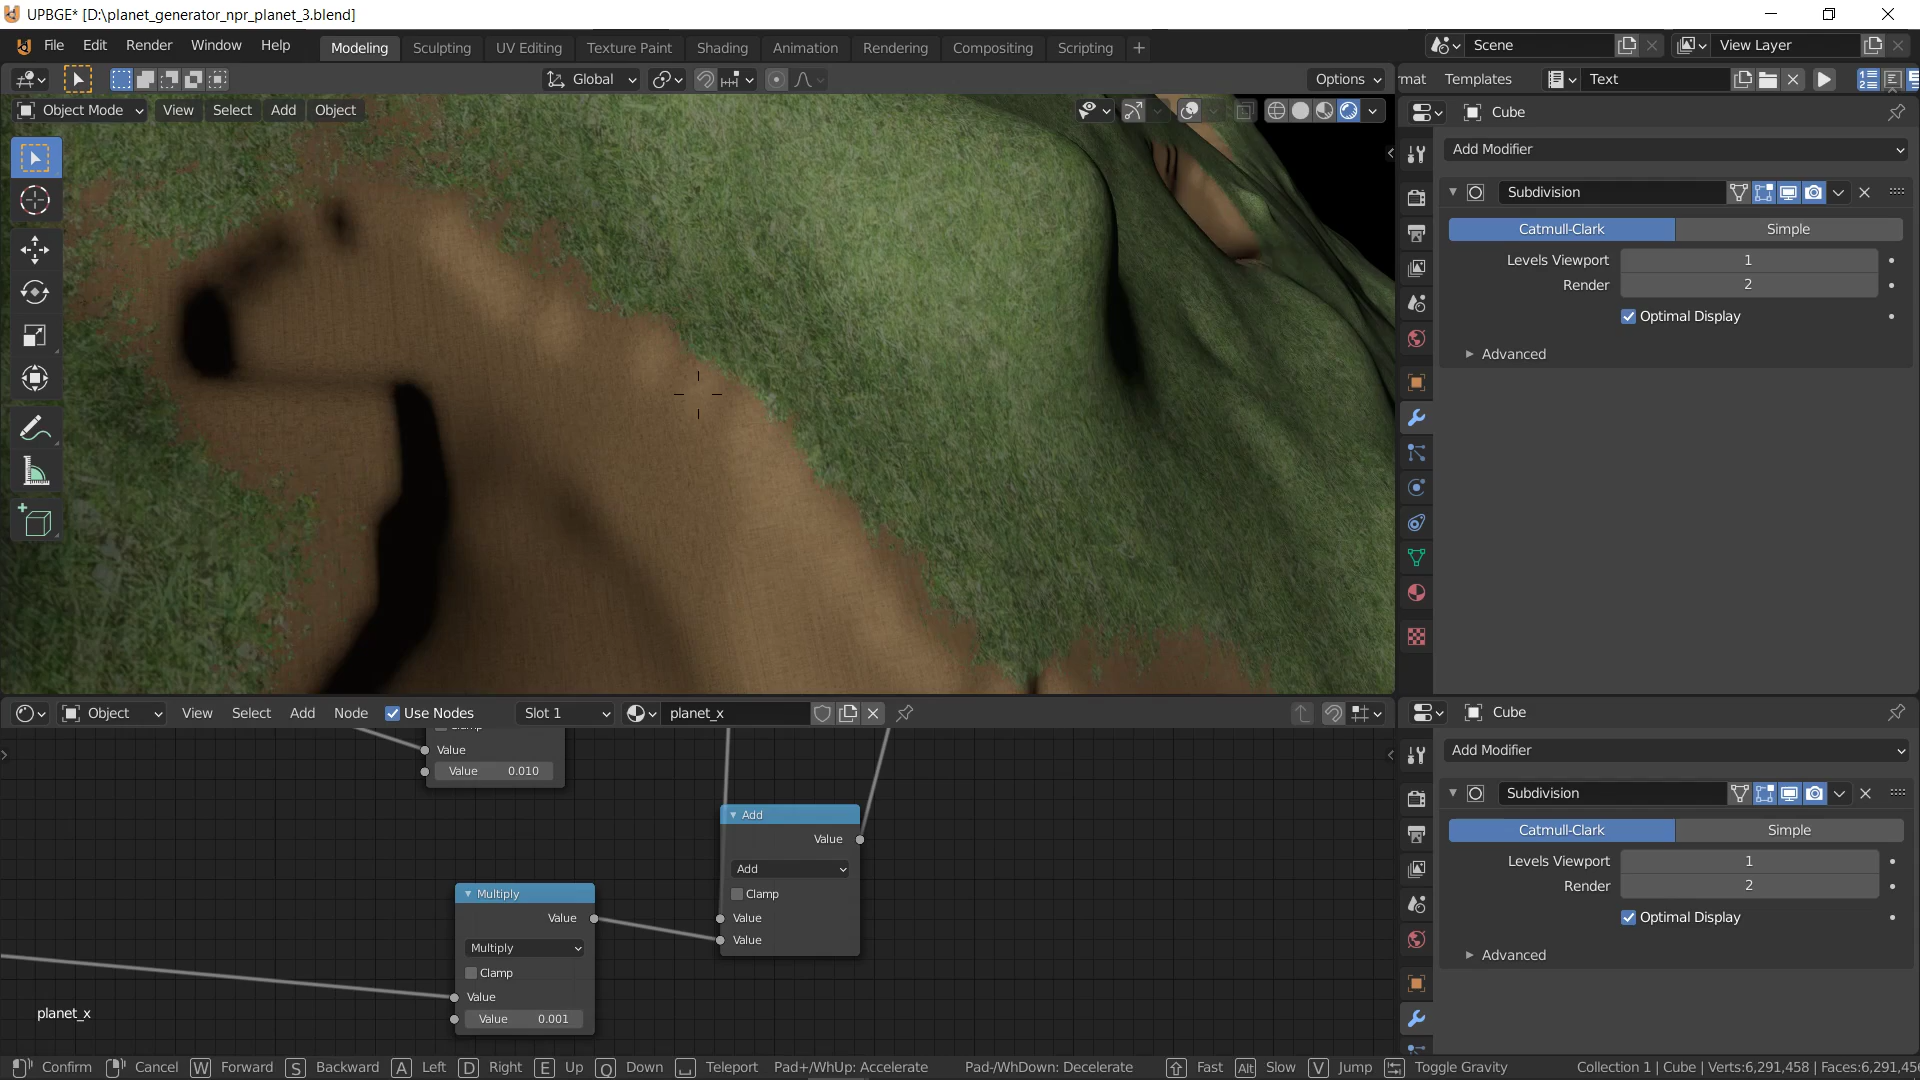 UPBGE* [D:\planet_generator_npr_planet_3.blend]
File Edit Render Window Help Modeling Sculpting UV Editing Texture Paint Shading Animation Rendering Compositing Scripting + Scene View Layer
Global Options rmat Templates Text
Object Mode View Select Add Object
Cube
Add Modifier
Subdivision
Catmull-Clark Simple
Levels Viewport 1
Render 2
Optimal Display
Advanced
Object View Select Add Node Use Nodes Slot 1 planet_x
Value
Value 0.010
Add
Value
Add
Clamp
Value
Value
Multiply
Value
Multiply
Clamp
Value
Value 0.001
planet_x
Cube
Add Modifier
Subdivision
Catmull-Clark Simple
Levels Viewport 1
Render 2
Optimal Display
Advanced
Confirm Cancel W Forward S Backward A Left D Right E Up Q Down Teleport Pad+/WhUp: Accelerate Pad-/WhDown: Decelerate Fast Alt Slow V Jump Toggle Gravity Collection 1 | Cube | Verts:6,291,458 | Faces:6,291,45